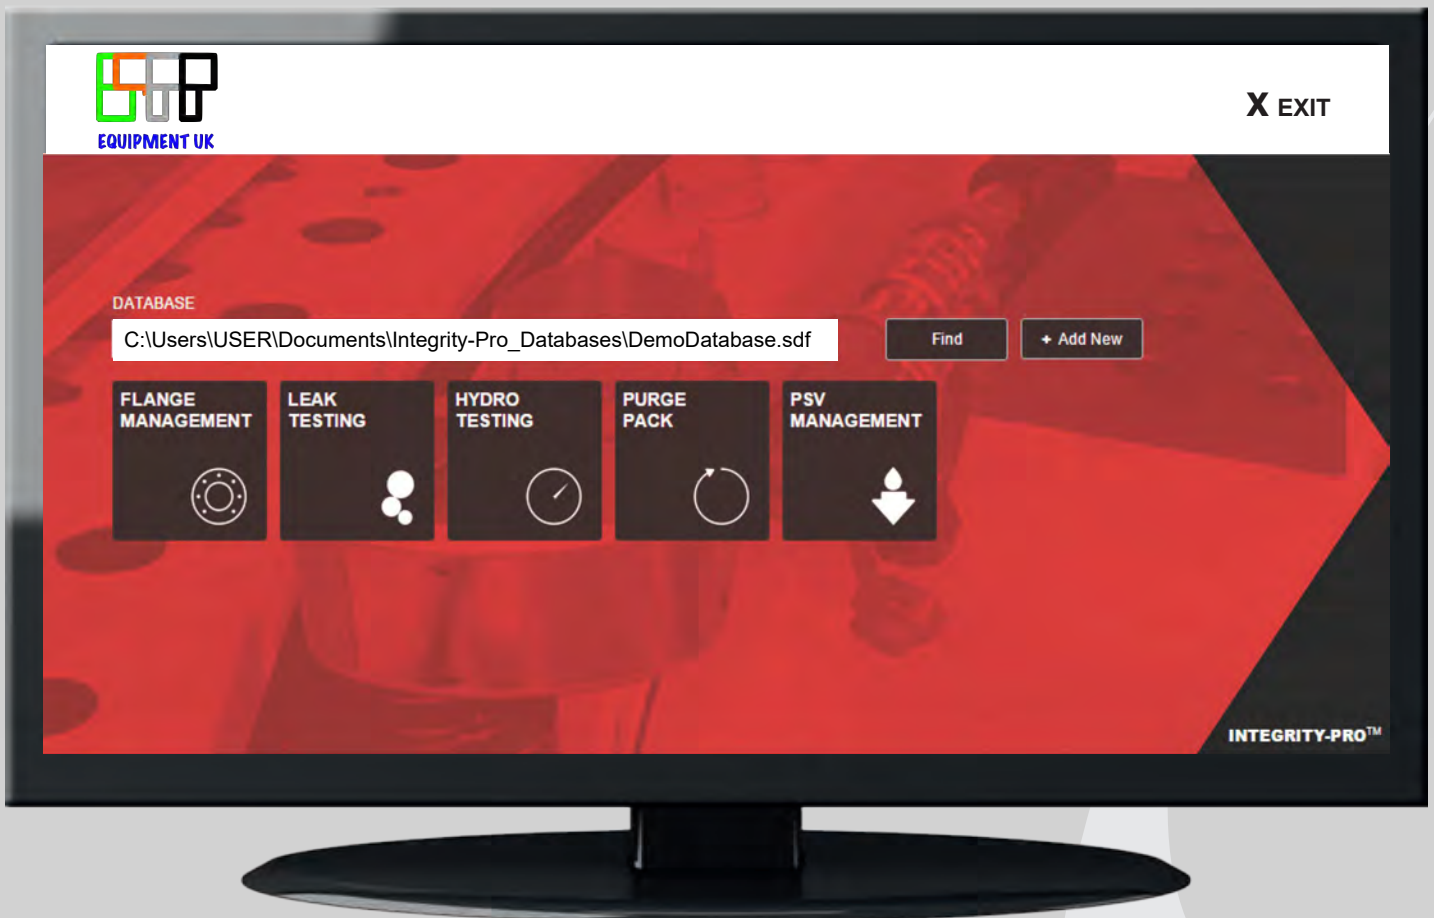 EQUIPMENT UK
X EXIT
DATABASE
C:\Users\USER\Documents\Integrity-Pro_Databases\DemoDatabase.sdf
Find
+ Add New
FLANGE
MANAGEMENT
LEAK
TESTING
HYDRO
TESTING
PURGE
PACK
PSV
MANAGEMENT
INTEGRITY-PRO™